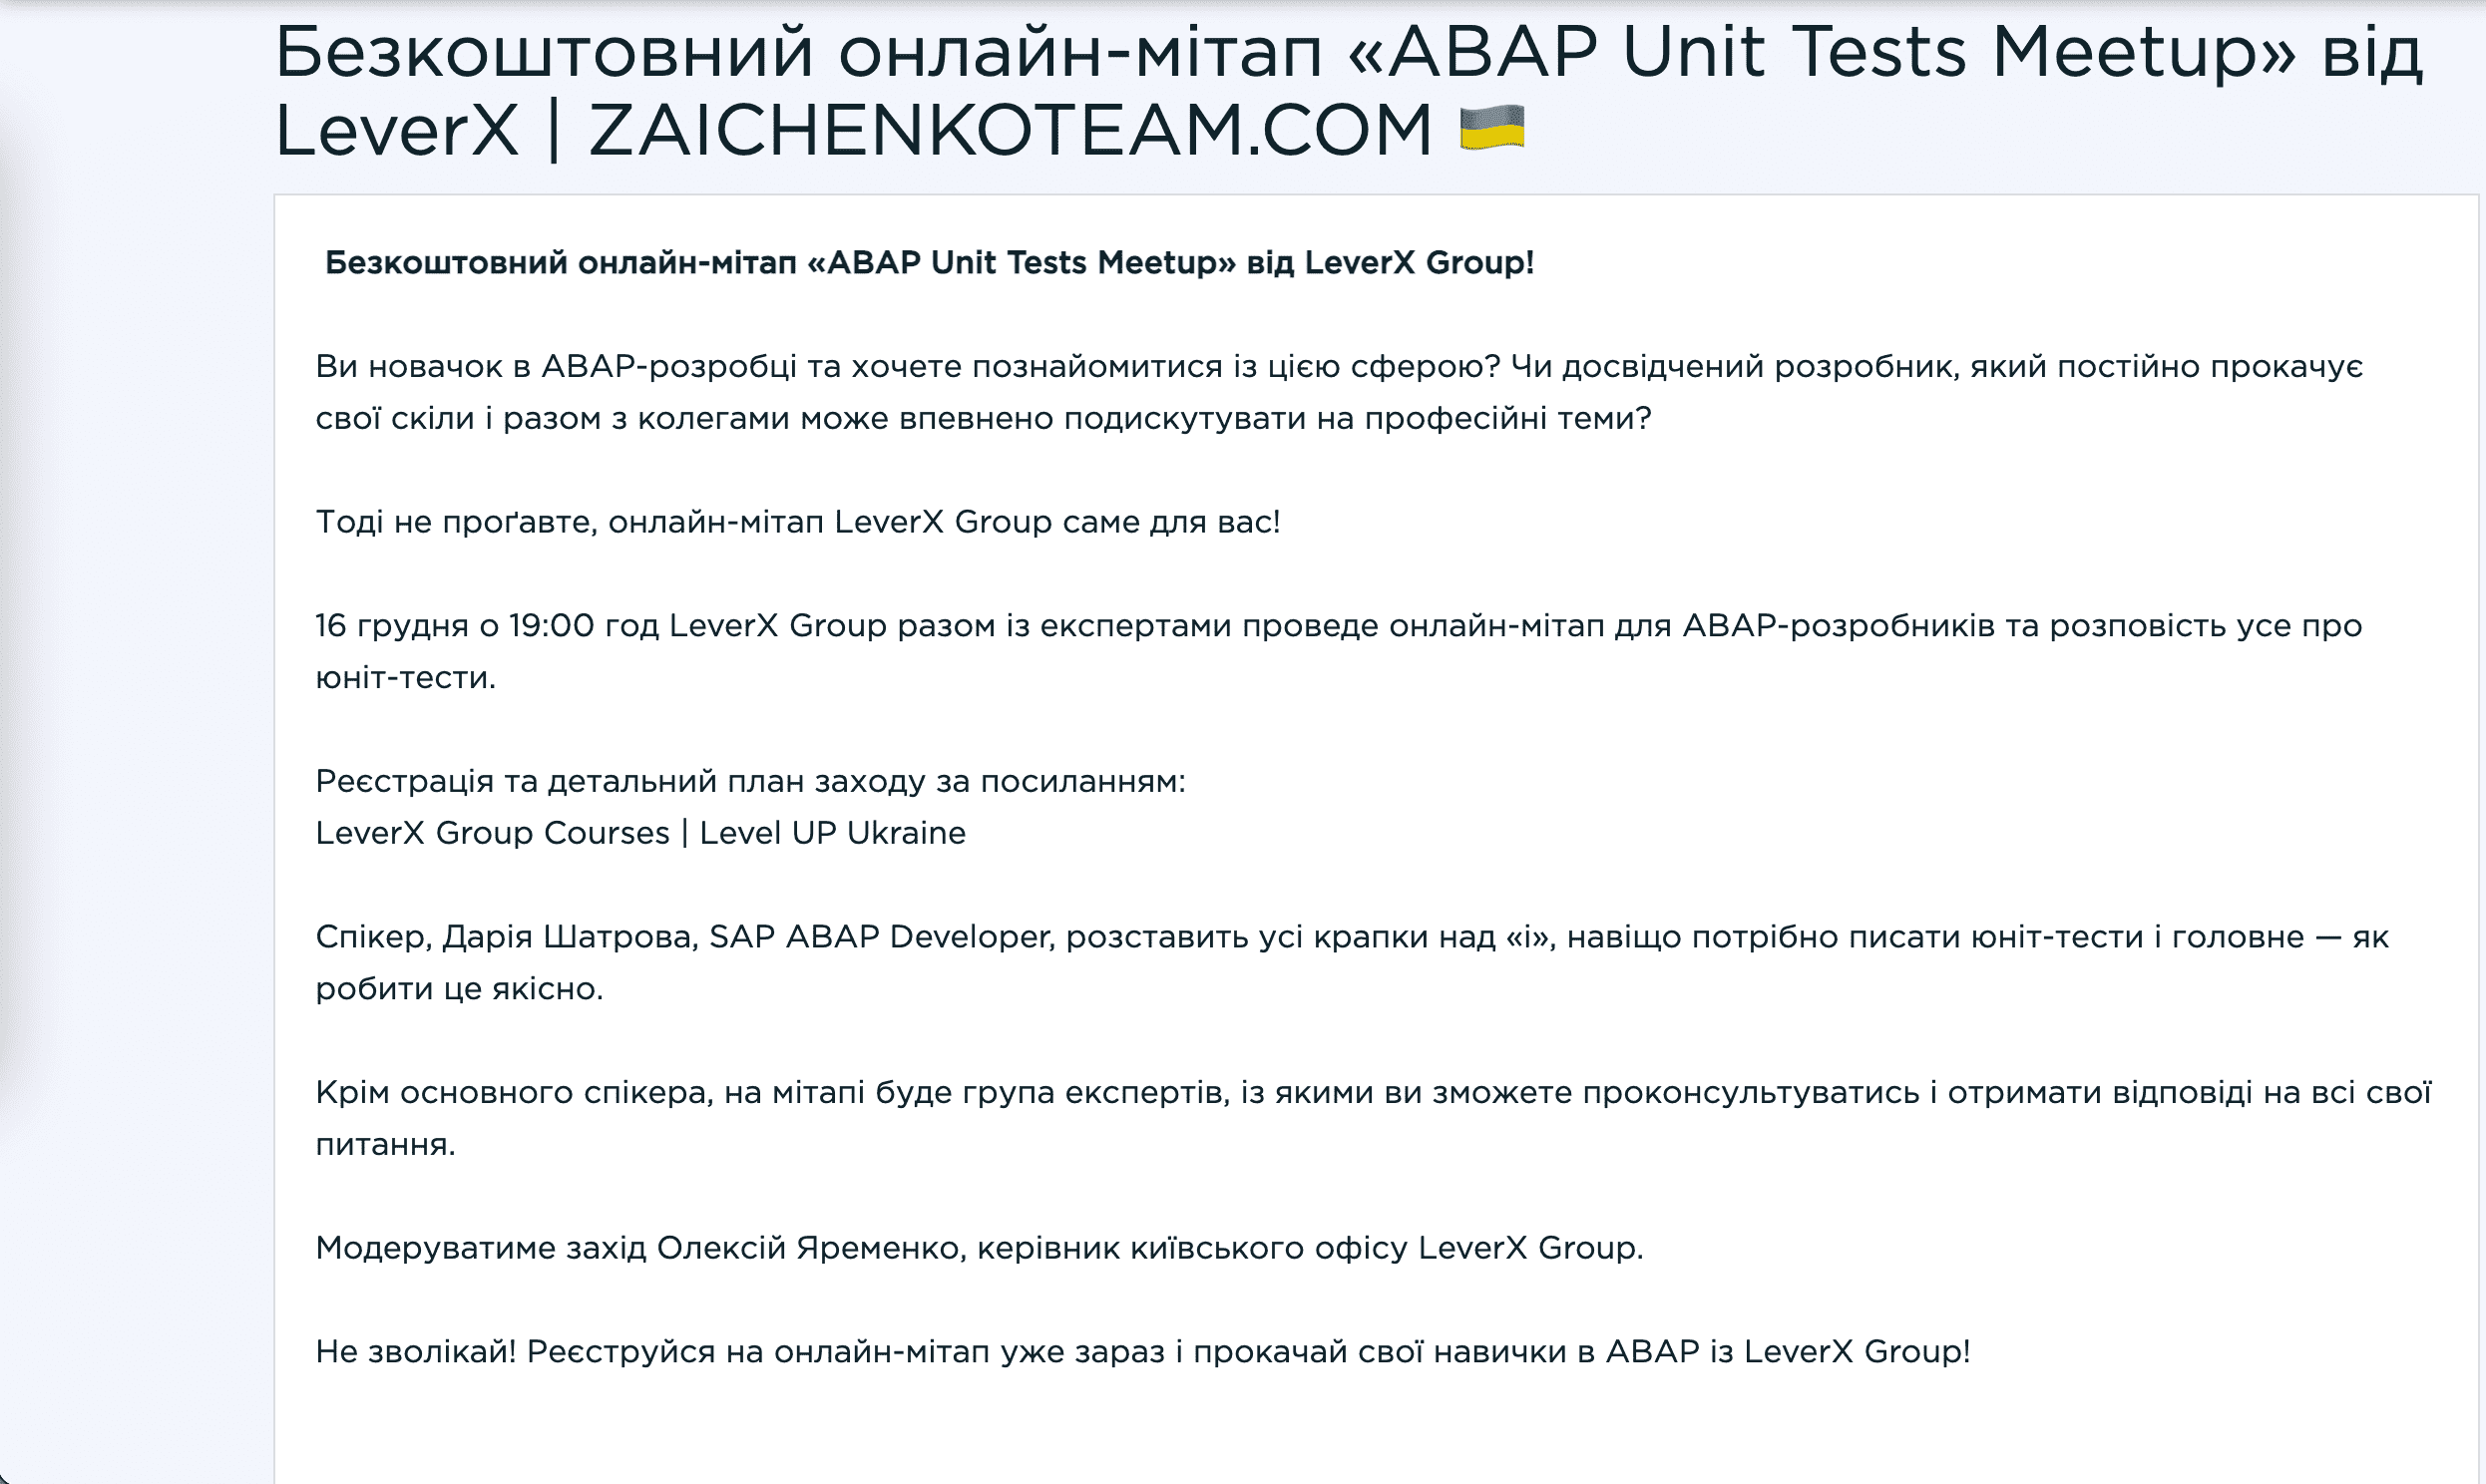 Безкоштовний онлайн-мітап «ABAP Unit Tests Meetup» від
LeverX | ZAICHENKOTEAM.COM 🇺🇦
Безкоштовний онлайн-мітап «ABAP Unit Tests Meetup» від LeverX Group!
Ви новачок в ABAP-розробці та хочете познайомитися із цією сферою? Чи досвідчений розробник, який постійно прокачує
свої скіли і разом з колегами може впевнено подискутувати на професійні теми?
Тоді не проґавте, онлайн-мітап LeverX Group саме для вас!
16 грудня о 19:00 год LeverX Group разом із експертами проведе онлайн-мітап для ABAP-розробників та розповість усе про
юніт-тести.
Реєстрація та детальний план заходу за посиланням:
LeverX Group Courses | Level UP Ukraine
Спікер, Дарія Шатрова, SAP ABAP Developer, розставить усі крапки над «і», навіщо потрібно писати юніт-тести і головне — як
робити це якісно.
Крім основного спікера, на мітапі буде група експертів, із якими ви зможете проконсультуватись і отримати відповіді на всі свої
питання.
Модеруватиме захід Олексій Яременко, керівник київського офісу LeverX Group.
Не зволікай! Реєструйся на онлайн-мітап уже зараз і прокачай свої навички в ABAP із LeverX Group!